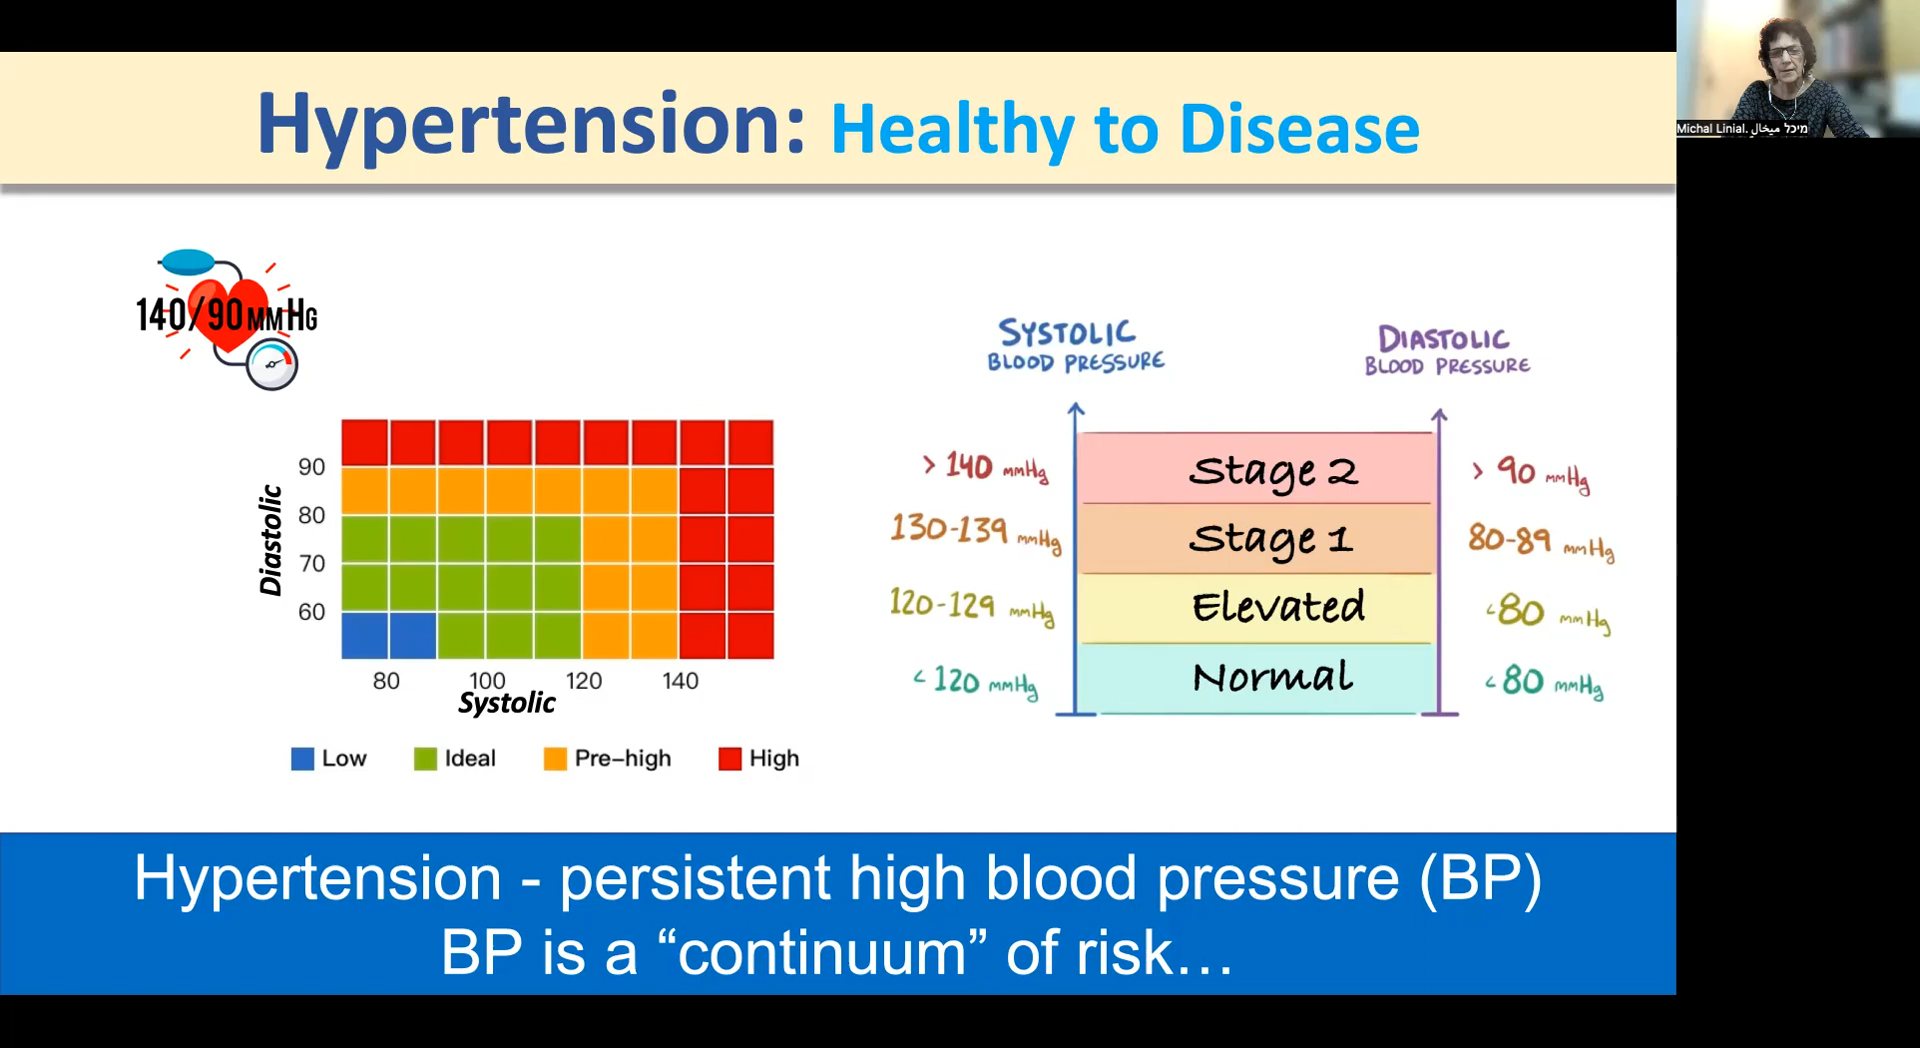 Hypertension: Healthy to Disease
Michal Linial. מיכל ميخال
140/90 MMHG
90
80
70
60
Diastolic
80
100
120
140
Systolic
Low
Ideal
Pre-high
High
SYSTOLIC
BLOOD PRESSURE
DIASTOLIC
BLOOD PRESSURE
> 140 mmHg
Stage 2
> 90 mmHg
130-139 mmHg
Stage 1
80-89 mmHg
120-129 mmHg
Elevated
<80 mmHg
< 120 mmHg
Normal
< 80 mmHg
Hypertension - persistent high blood pressure (BP)
BP is a “continuum” of risk…